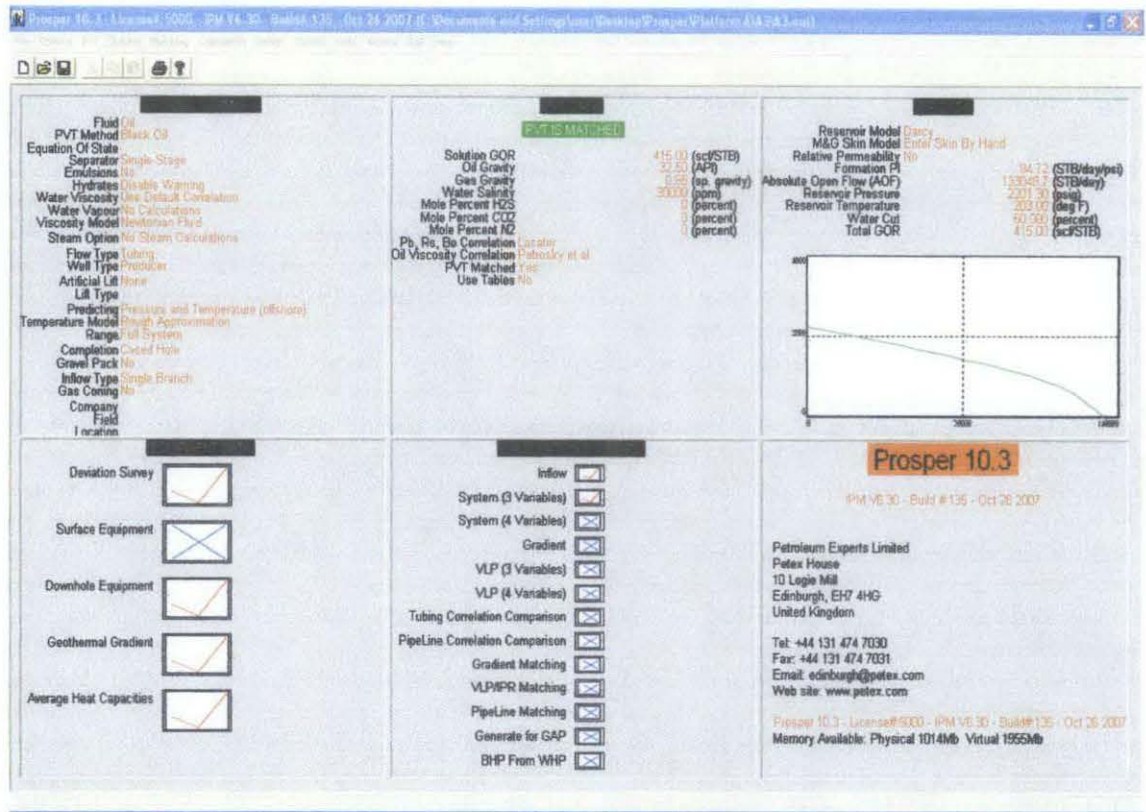 Prosper 10.3 - License# 5000 - IPM V6.30 - Build# 135 - Oct 26 2007
Fluid Oil
PVT Method Black Oil
Equation Of State
Separator Single-Stage
Emulsions No
Hydrates Disable Warning
Water Viscosity Use Default Correlation
Water Vapour No Calculations
Viscosity Model Newtonian Fluid
Steam Option No Steam Calculations
Flow Type Tubing
Well Type Producer
Artificial Lift None
Lift Type
Predicting Pressure and Temperature (offshore)
Temperature Model Rough Approximation
Range Full System
Completion Cased Hole
Gravel Pack No
Inflow Type Single Branch
Gas Coning No
Company
Field
Location
PVT IS MATCHED
Solution GOR 415.00 (scf/STB)
Oil Gravity 32.50 (API)
Gas Gravity (sp. gravity)
Water Salinity 30000 (ppm)
Mole Percent H2S 0 (percent)
Mole Percent CO2 0 (percent)
Mole Percent N2 0 (percent)
Pb, Rs, Bo Correlation Lasater
Oil Viscosity Correlation Petrosky et al
PVT Matched Yes
Use Tables No
Reservoir Model Darcy
M&G Skin Model Enter Skin By Hand
Relative Permeability No
Formation PI 94.72 (STB/day/psi)
Absolute Open Flow (AOF) (STB/day)
Reservoir Pressure (psig)
Reservoir Temperature 203.00 (deg F)
Water Cut (percent)
Total GOR 415.00 (scf/STB)
4000
0
Deviation Survey
Surface Equipment
Downhole Equipment
Geothermal Gradient
Average Heat Capacities
Inflow
System (3 Variables)
System (4 Variables)
Gradient
VLP (3 Variables)
VLP (4 Variables)
Tubing Correlation Comparison
PipeLine Correlation Comparison
Gradient Matching
VLP/IPR Matching
PipeLine Matching
Generate for GAP
BHP From WHP
Prosper 10.3
IPM V6.30 - Build # 135 - Oct 26 2007
Petroleum Experts Limited
Petex House
10 Logie Mill
Edinburgh, EH7 4HG
United Kingdom
Tel: +44 131 474 7030
Fax: +44 131 474 7031
Email: edinburgh@petex.com
Web site: www.petex.com
Prosper 10.3 - License# 5000 - IPM V6.30 - Build# 135 - Oct 26 2007
Memory Available: Physical 1014Mb Virtual 1955Mb